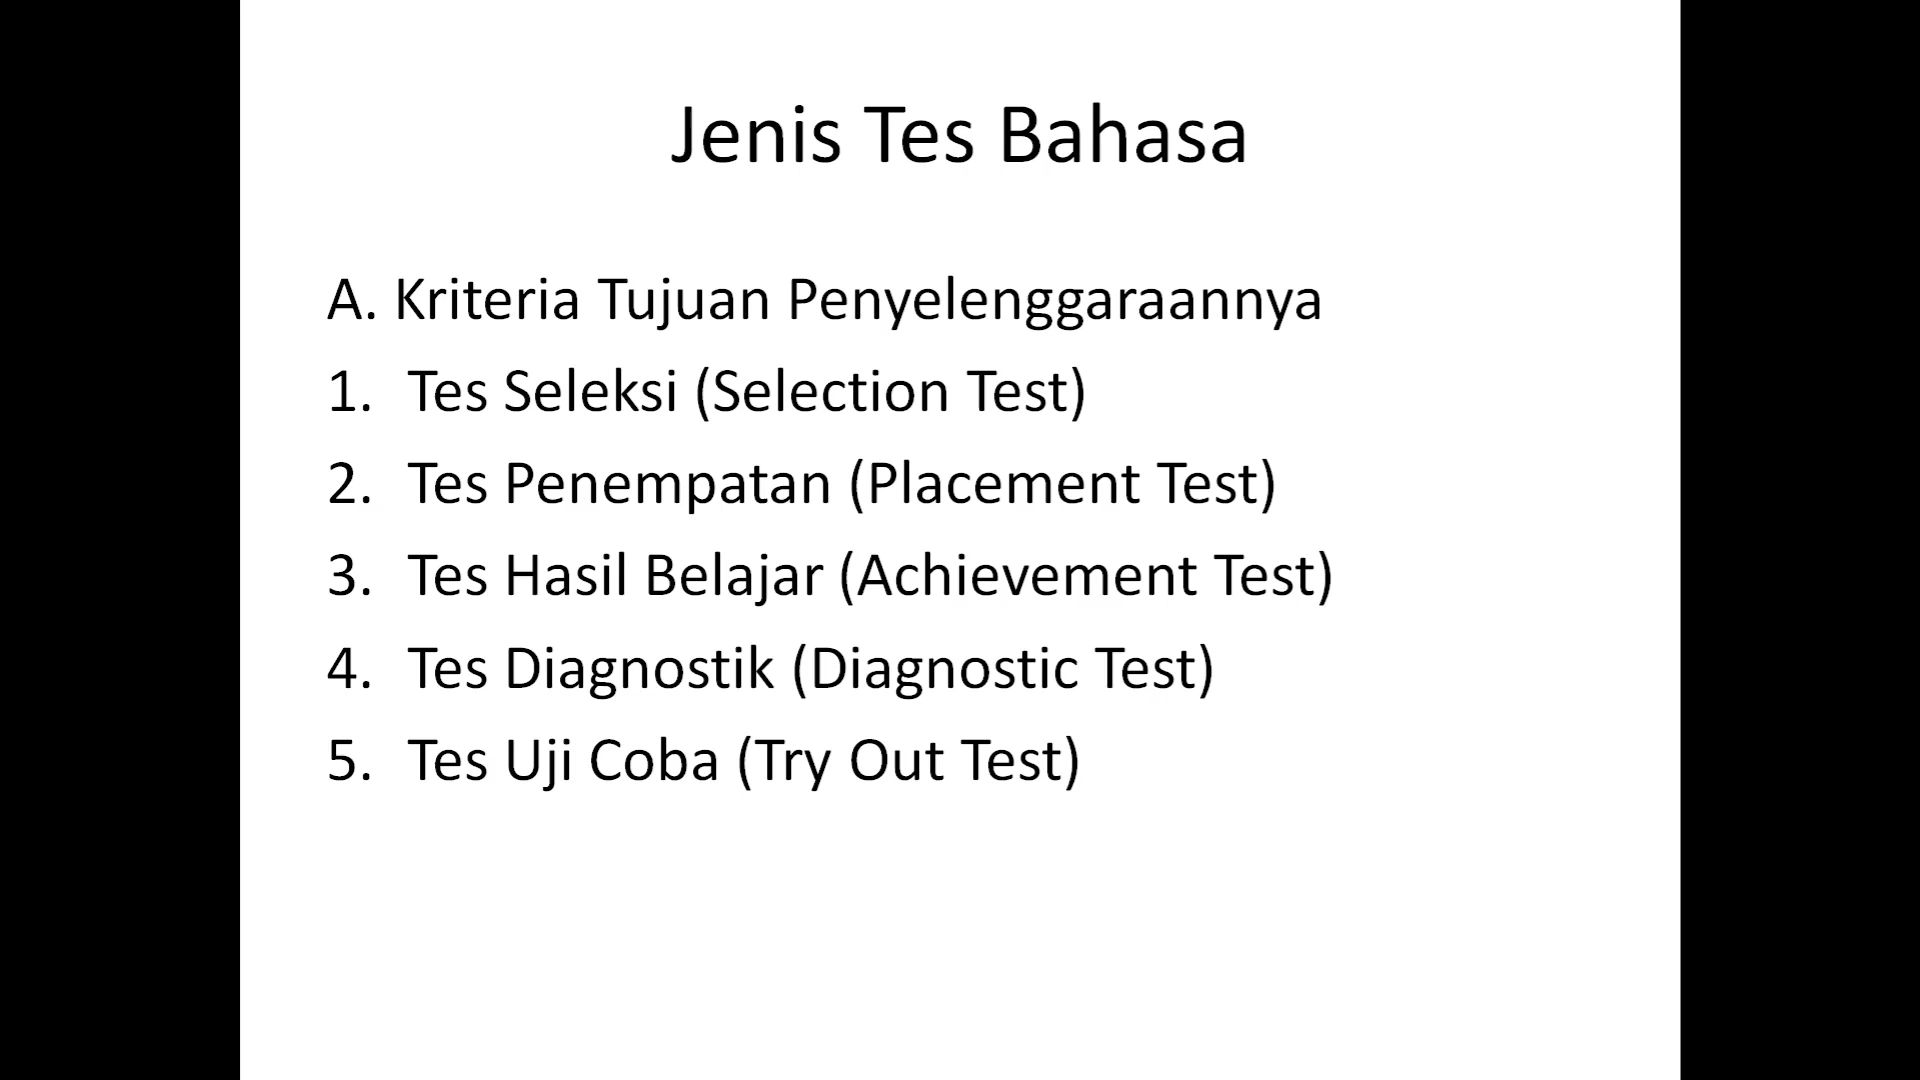 Jenis Tes Bahasa
A. Kriteria Tujuan Penyelenggaraannya
1. Tes Seleksi (Selection Test)
2. Tes Penempatan (Placement Test)
3. Tes Hasil Belajar (Achievement Test)
4. Tes Diagnostik (Diagnostic Test)
5. Tes Uji Coba (Try Out Test)